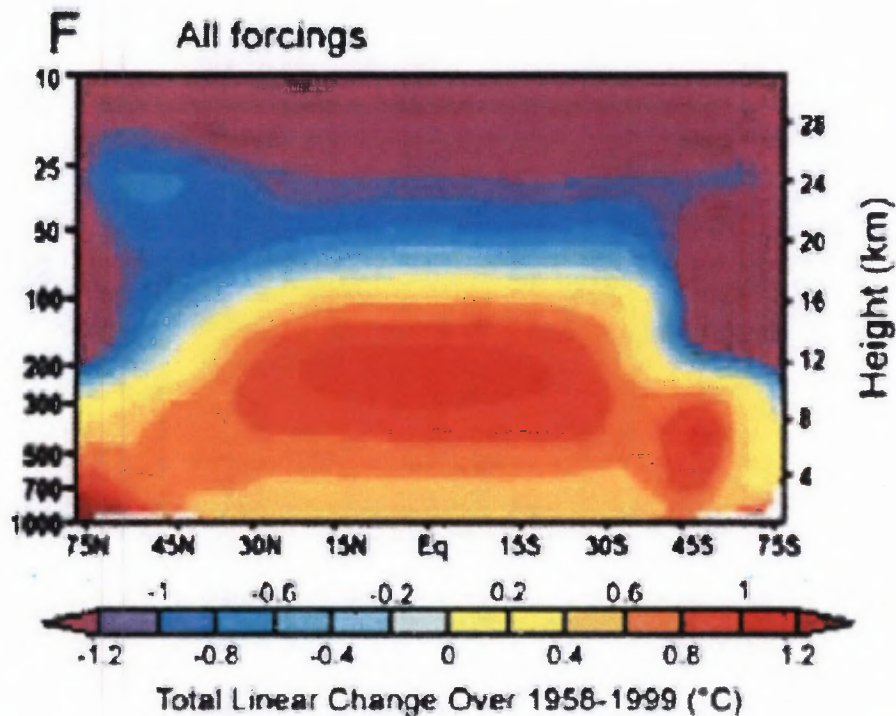 F All forcings
10
25
50
100
200
300
500
700
1000
28
24
20
16
12
8
4
Height (km)
75N 45N 30N 15N Eq 15S 30S 45S 75S
-1 -0.6 -0.2 0.2 0.6 1
-1.2 -0.8 -0.4 0 0.4 0.8 1.2
Total Linear Change Over 1958-1999 (°C)